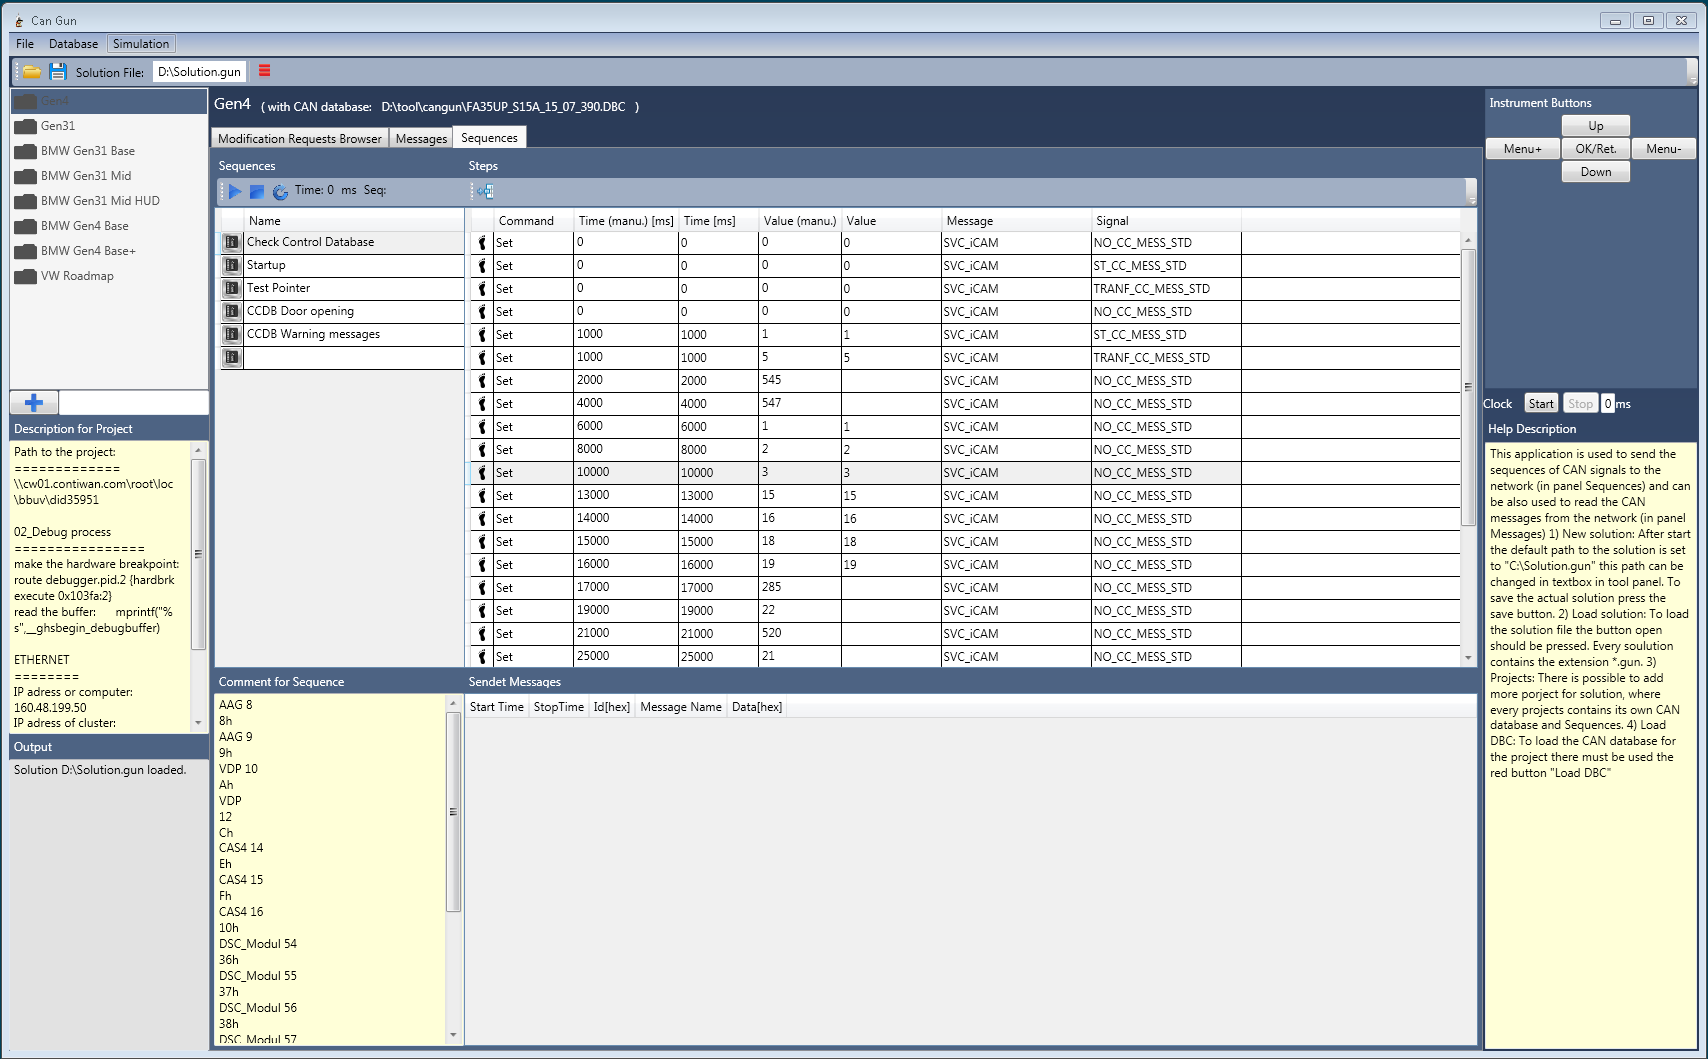 Can Gun
File Database Simulation
Solution File: D:\Solution.gun
Gen4
Gen31
BMW Gen31 Base
BMW Gen31 Mid
BMW Gen31 Mid HUD
BMW Gen4 Base
BMW Gen4 Base+
VW Roadmap
Description for Project
Path to the project:
=============
\\cw01.contiwan.com\root\loc
\bbuv\did35951
02_Debug process
================
make the hardware breakpoint:
route debugger.pid.2 {hardbrk
execute 0x103fa:2}
read the buffer: mprintf("%
s",__ghsbegin_debugbuffer)
ETHERNET
========
IP adress or computer:
160.48.199.50
IP adress of cluster:
Output
Solution D:\Solution.gun loaded.
Gen4 ( with CAN database: D:\tool\cangun\FA35UP_S15A_15_07_390.DBC )
Modification Requests Browser Messages Sequences
Sequences
Time: 0 ms Seq:
Name
Check Control Database
Startup
Test Pointer
CCDB Door opening
CCDB Warning messages
Steps
Command Time (manu.) [ms] Time [ms] Value (manu.) Value Message Signal
Set 0 0 0 0 SVC_iCAM NO_CC_MESS_STD
Set 0 0 0 0 SVC_iCAM ST_CC_MESS_STD
Set 0 0 0 0 SVC_iCAM TRANF_CC_MESS_STD
Set 0 0 0 0 SVC_iCAM NO_CC_MESS_STD
Set 1000 1000 1 1 SVC_iCAM ST_CC_MESS_STD
Set 1000 1000 5 5 SVC_iCAM TRANF_CC_MESS_STD
Set 2000 2000 545 SVC_iCAM NO_CC_MESS_STD
Set 4000 4000 547 SVC_iCAM NO_CC_MESS_STD
Set 6000 6000 1 1 SVC_iCAM NO_CC_MESS_STD
Set 8000 8000 2 2 SVC_iCAM NO_CC_MESS_STD
Set 10000 10000 3 3 SVC_iCAM NO_CC_MESS_STD
Set 13000 13000 15 15 SVC_iCAM NO_CC_MESS_STD
Set 14000 14000 16 16 SVC_iCAM NO_CC_MESS_STD
Set 15000 15000 18 18 SVC_iCAM NO_CC_MESS_STD
Set 16000 16000 19 19 SVC_iCAM NO_CC_MESS_STD
Set 17000 17000 285 SVC_iCAM NO_CC_MESS_STD
Set 19000 19000 22 SVC_iCAM NO_CC_MESS_STD
Set 21000 21000 520 SVC_iCAM NO_CC_MESS_STD
Set 25000 25000 21 SVC_iCAM NO_CC_MESS_STD
Comment for Sequence
AAG 8
8h
AAG 9
9h
VDP 10
Ah
VDP
12
Ch
CAS4 14
Eh
CAS4 15
Fh
CAS4 16
10h
DSC_Modul 54
36h
DSC_Modul 55
37h
DSC_Modul 56
38h
DSC_Modul 57
Sendet Messages
Start Time StopTime Id[hex] Message Name Data[hex]
Instrument Buttons
Up
Menu+ OK/Ret. Menu-
Down
Clock Start Stop 0 ms
Help Description
This application is used to send the
sequences of CAN signals to the
network (in panel Sequences) and can
be also used to read the CAN
messages from the network (in panel
Messages) 1) New solution: After start
the default path to the solution is set
to "C:\Solution.gun" this path can be
changed in textbox in tool panel. To
save the actual solution press the
save button. 2) Load solution: To load
the solution file the button open
should be pressed. Every soulution
contains the extension *.gun. 3)
Projects: There is possible to add
more porject for solution, where
every projects contains its own CAN
database and Sequences. 4) Load
DBC: To load the CAN database for
the project there must be used the
red button "Load DBC"